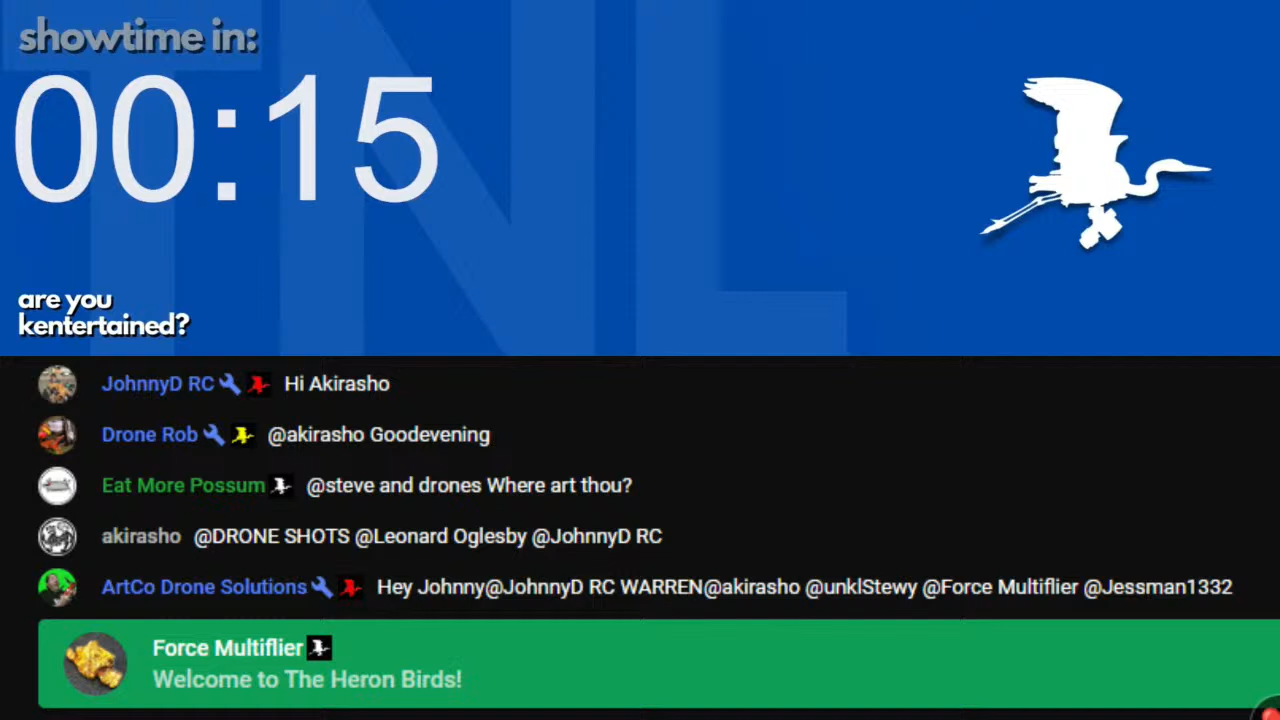 showtime in:
00:15
TNL
are you
kentertained?
JohnnyD RC Hi Akirasho
Drone Rob @akirasho Goodevening
Eat More Possum @steve and drones Where art thou?
akirasho @DRONE SHOTS @Leonard Oglesby @JohnnyD RC
ArtCo Drone Solutions Hey Johnny@JohnnyD RC WARREN@akirasho @unklStewy @Force Multiflier @Jessman1332
Force Multiflier
Welcome to The Heron Birds!